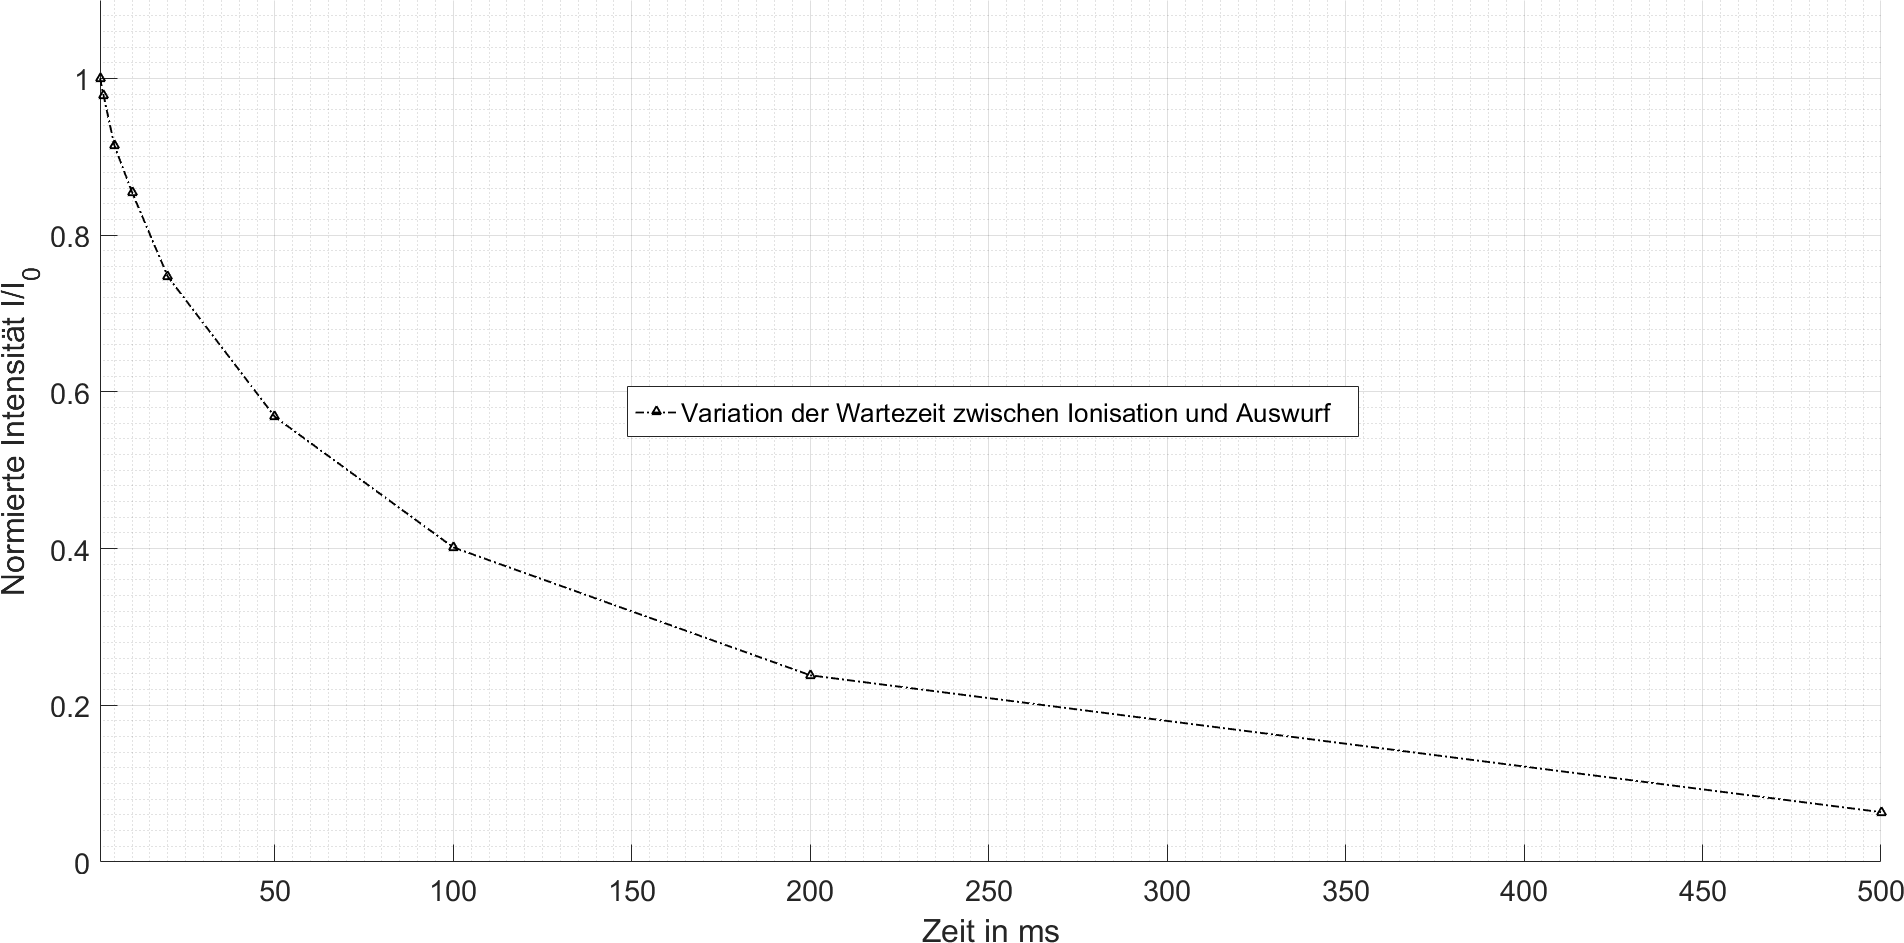 Normierte Intensität I/I₀
1
0.8
0.6
0.4
0.2
0
Variation der Wartezeit zwischen Ionisation und Auswurf
50 100 150 200 250 300 350 400 450 500
Zeit in ms